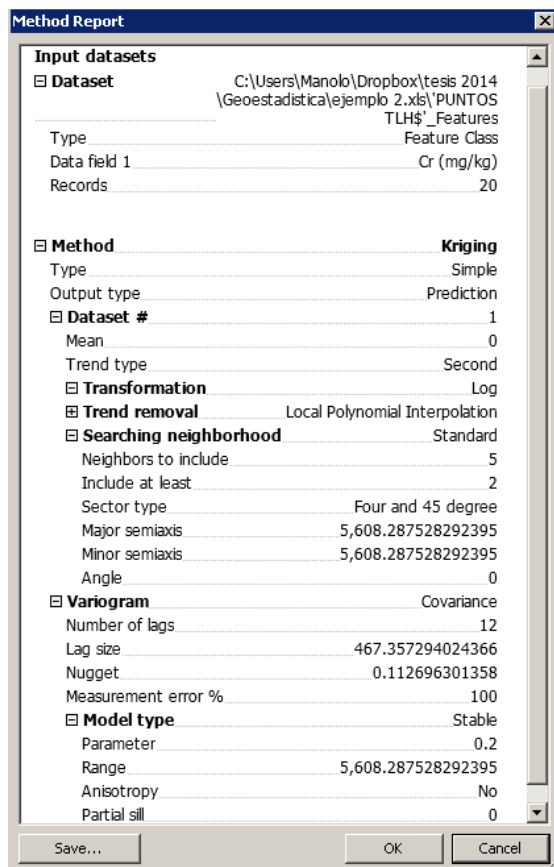 Method Report
Input datasets
Dataset C:\Users\Manolo\Dropbox\tesis 2014
\Geoestadistica\ejemplo 2.xls\'PUNTOS
TLH$'_Features
Type Feature Class
Data field 1 Cr (mg/kg)
Records 20
Method Kriging
Type Simple
Output type Prediction
Dataset # 1
Mean 0
Trend type Second
Transformation Log
Trend removal Local Polynomial Interpolation
Searching neighborhood Standard
Neighbors to include 5
Include at least 2
Sector type Four and 45 degree
Major semiaxis 5,608.287528292395
Minor semiaxis 5,608.287528292395
Angle 0
Variogram Covariance
Number of lags 12
Lag size 467.357294024366
Nugget 0.112696301358
Measurement error % 100
Model type Stable
Parameter 0.2
Range 5,608.287528292395
Anisotropy No
Partial sill 0
Save... OK Cancel